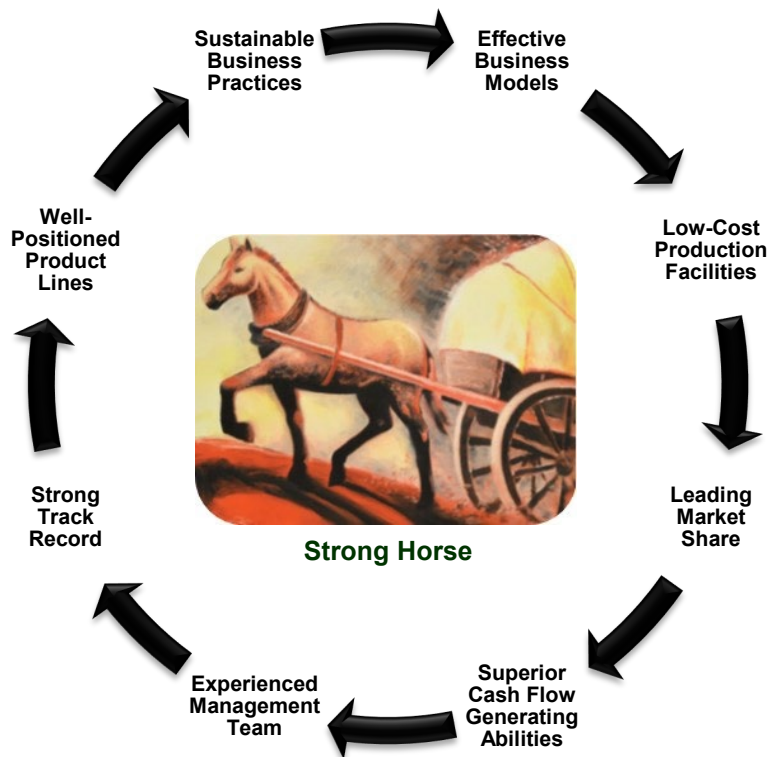 Sustainable
Business
Practices
Effective
Business
Models
Low-Cost
Production
Facilities
Leading
Market
Share
Superior
Cash Flow
Generating
Abilities
Experienced
Management
Team
Strong
Track
Record
Well-
Positioned
Product
Lines
Strong Horse